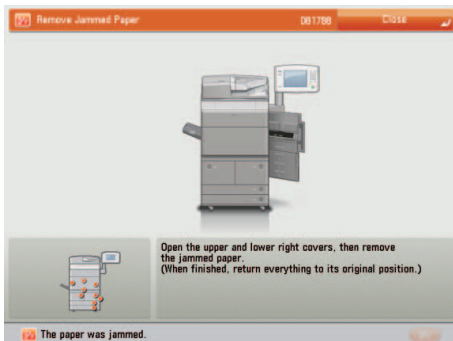 Remove Jammed Paper
DB1788
Close
Open the upper and lower right covers, then remove
the jammed paper.
(When finished, return everything to its original position.)
The paper was jammed.